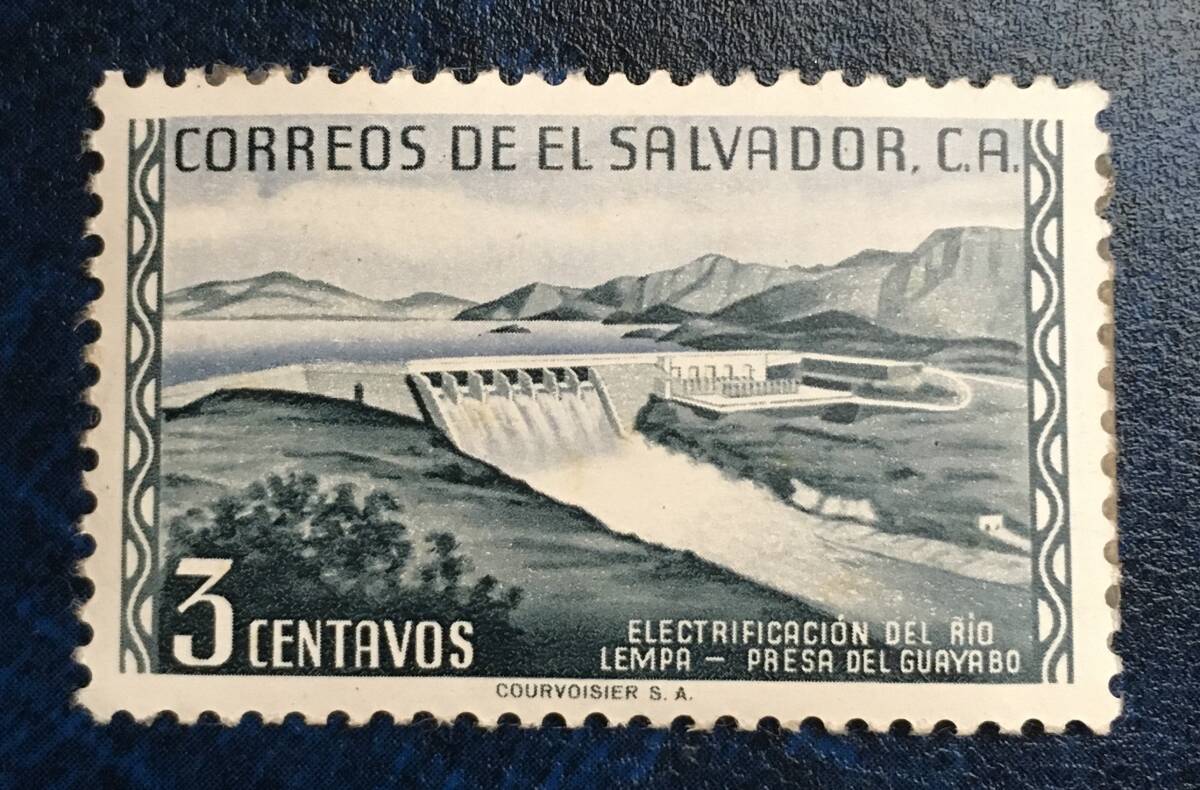 CORREOS DE EL SALVADOR, C.A.
3 CENTAVOS
ELECTRIFICACIÓN DEL RÍO
LEMPA — PRESA DEL GUAYABO
COURVOISIER S. A.